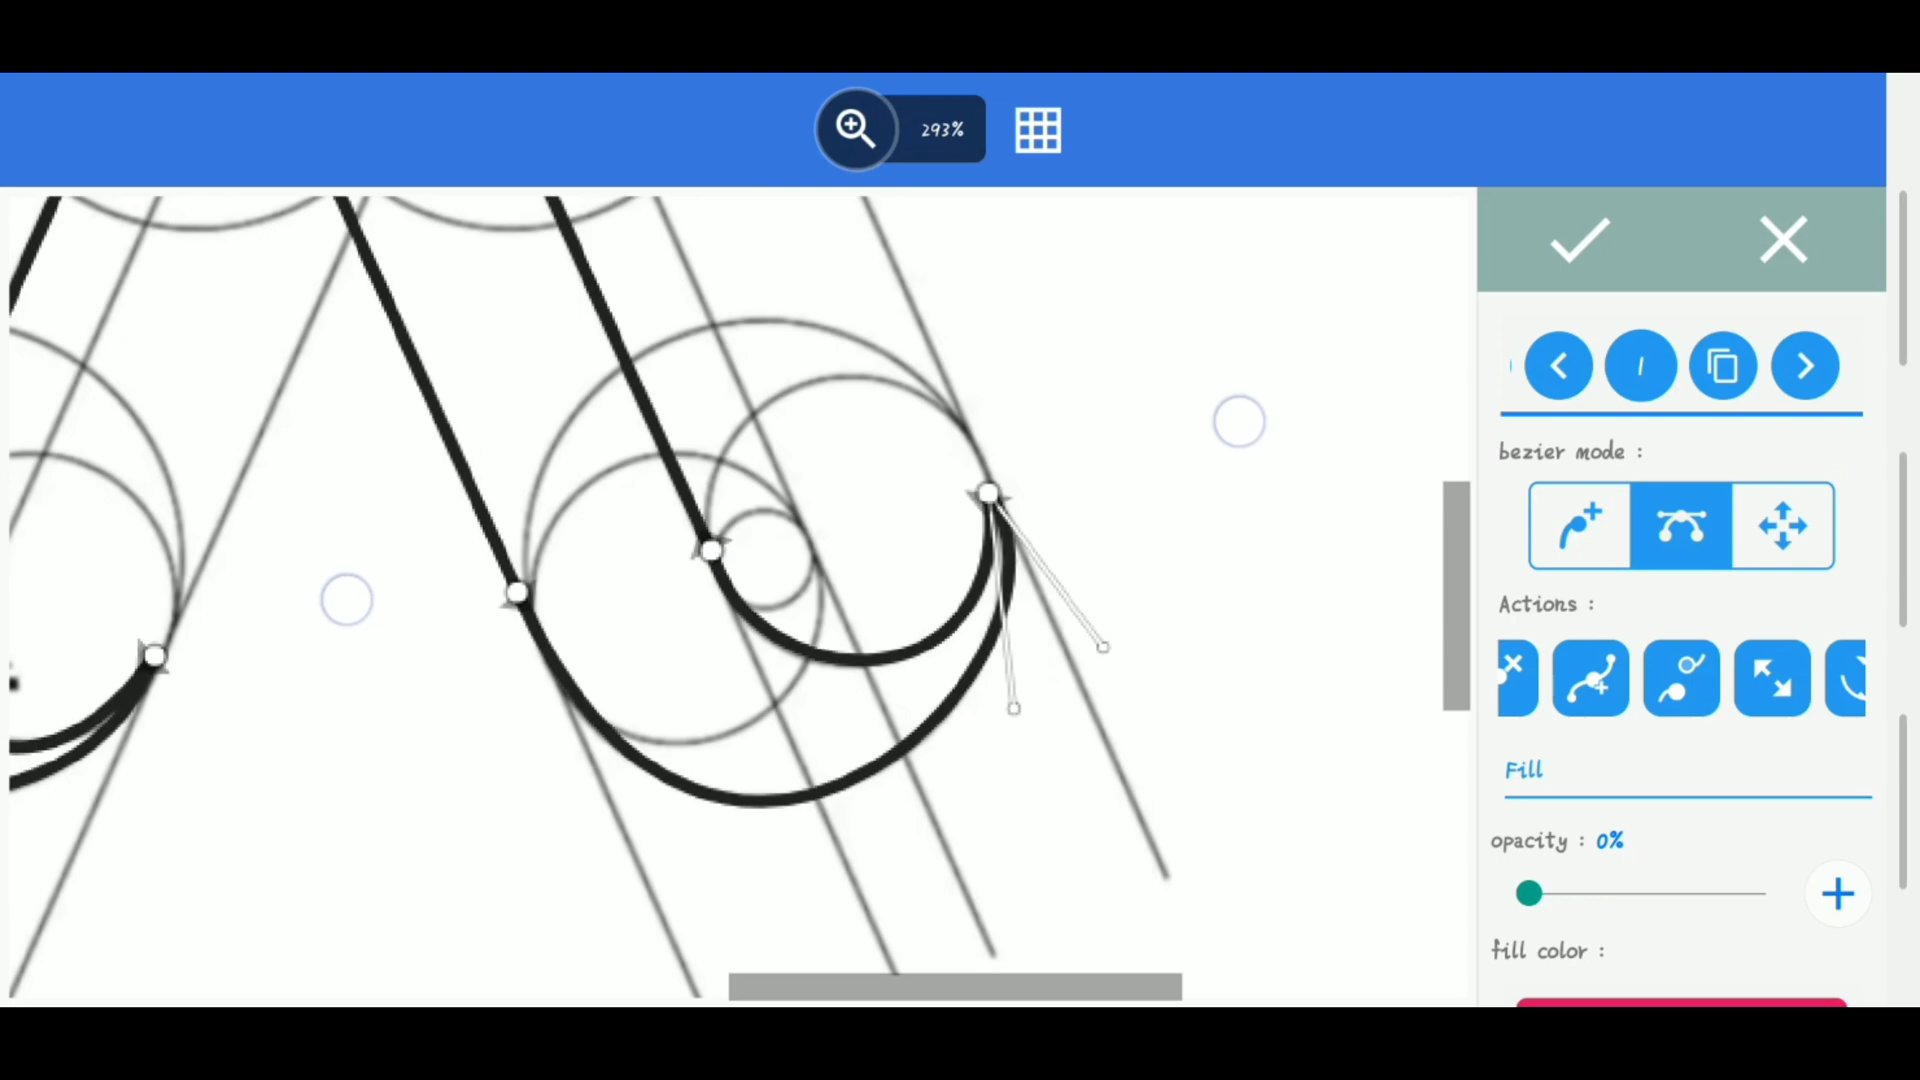 293%
bezier mode :
Actions :
Fill
opacity : 0%
fill color :